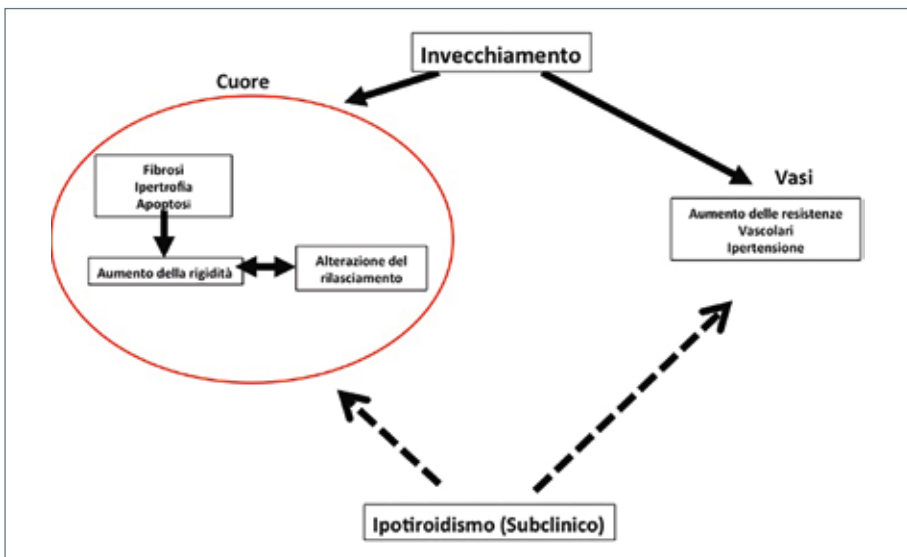 Invecchiamento
Cuore
Fibrosi
Ipertrofia
Apoptosi
Aumento della rigidità
Alterazione del
rilasciamento
Vasi
Aumento delle resistenze
Vascolari
Ipertensione
Ipotiroidismo (Subclinico)